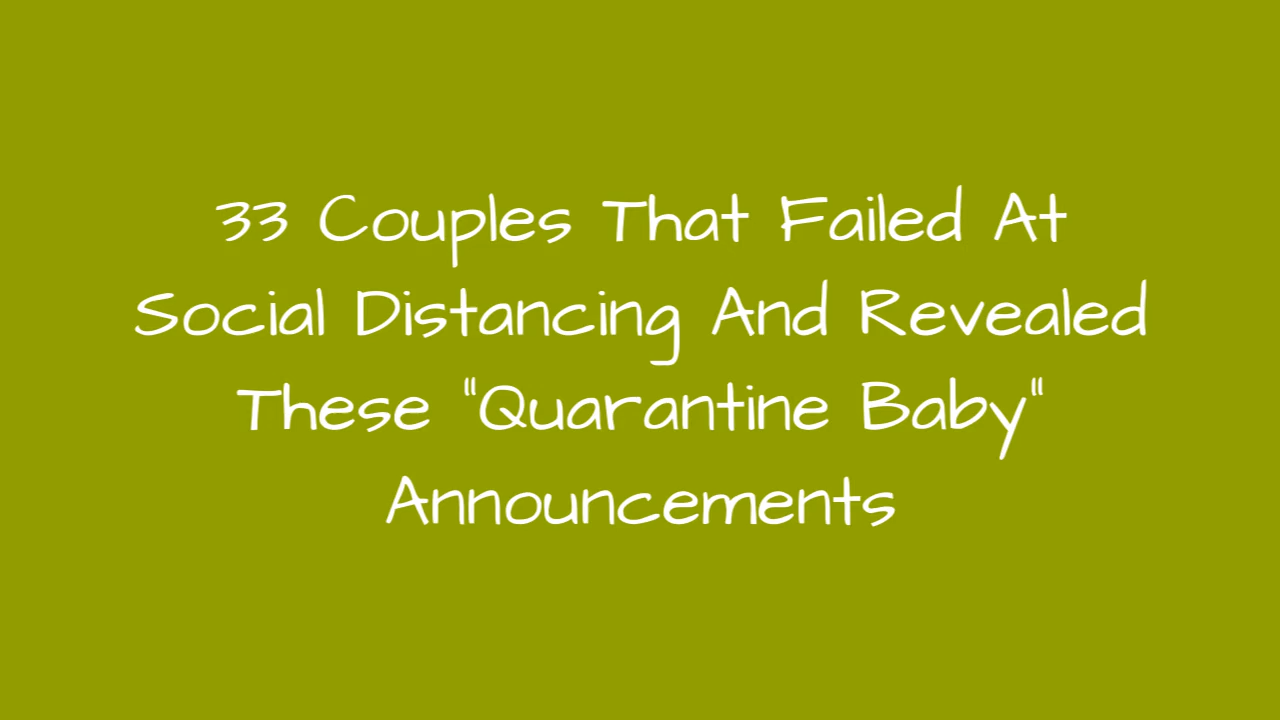 33 Couples That Failed At
Social Distancing And Revealed
These "Quarantine Baby"
Announcements